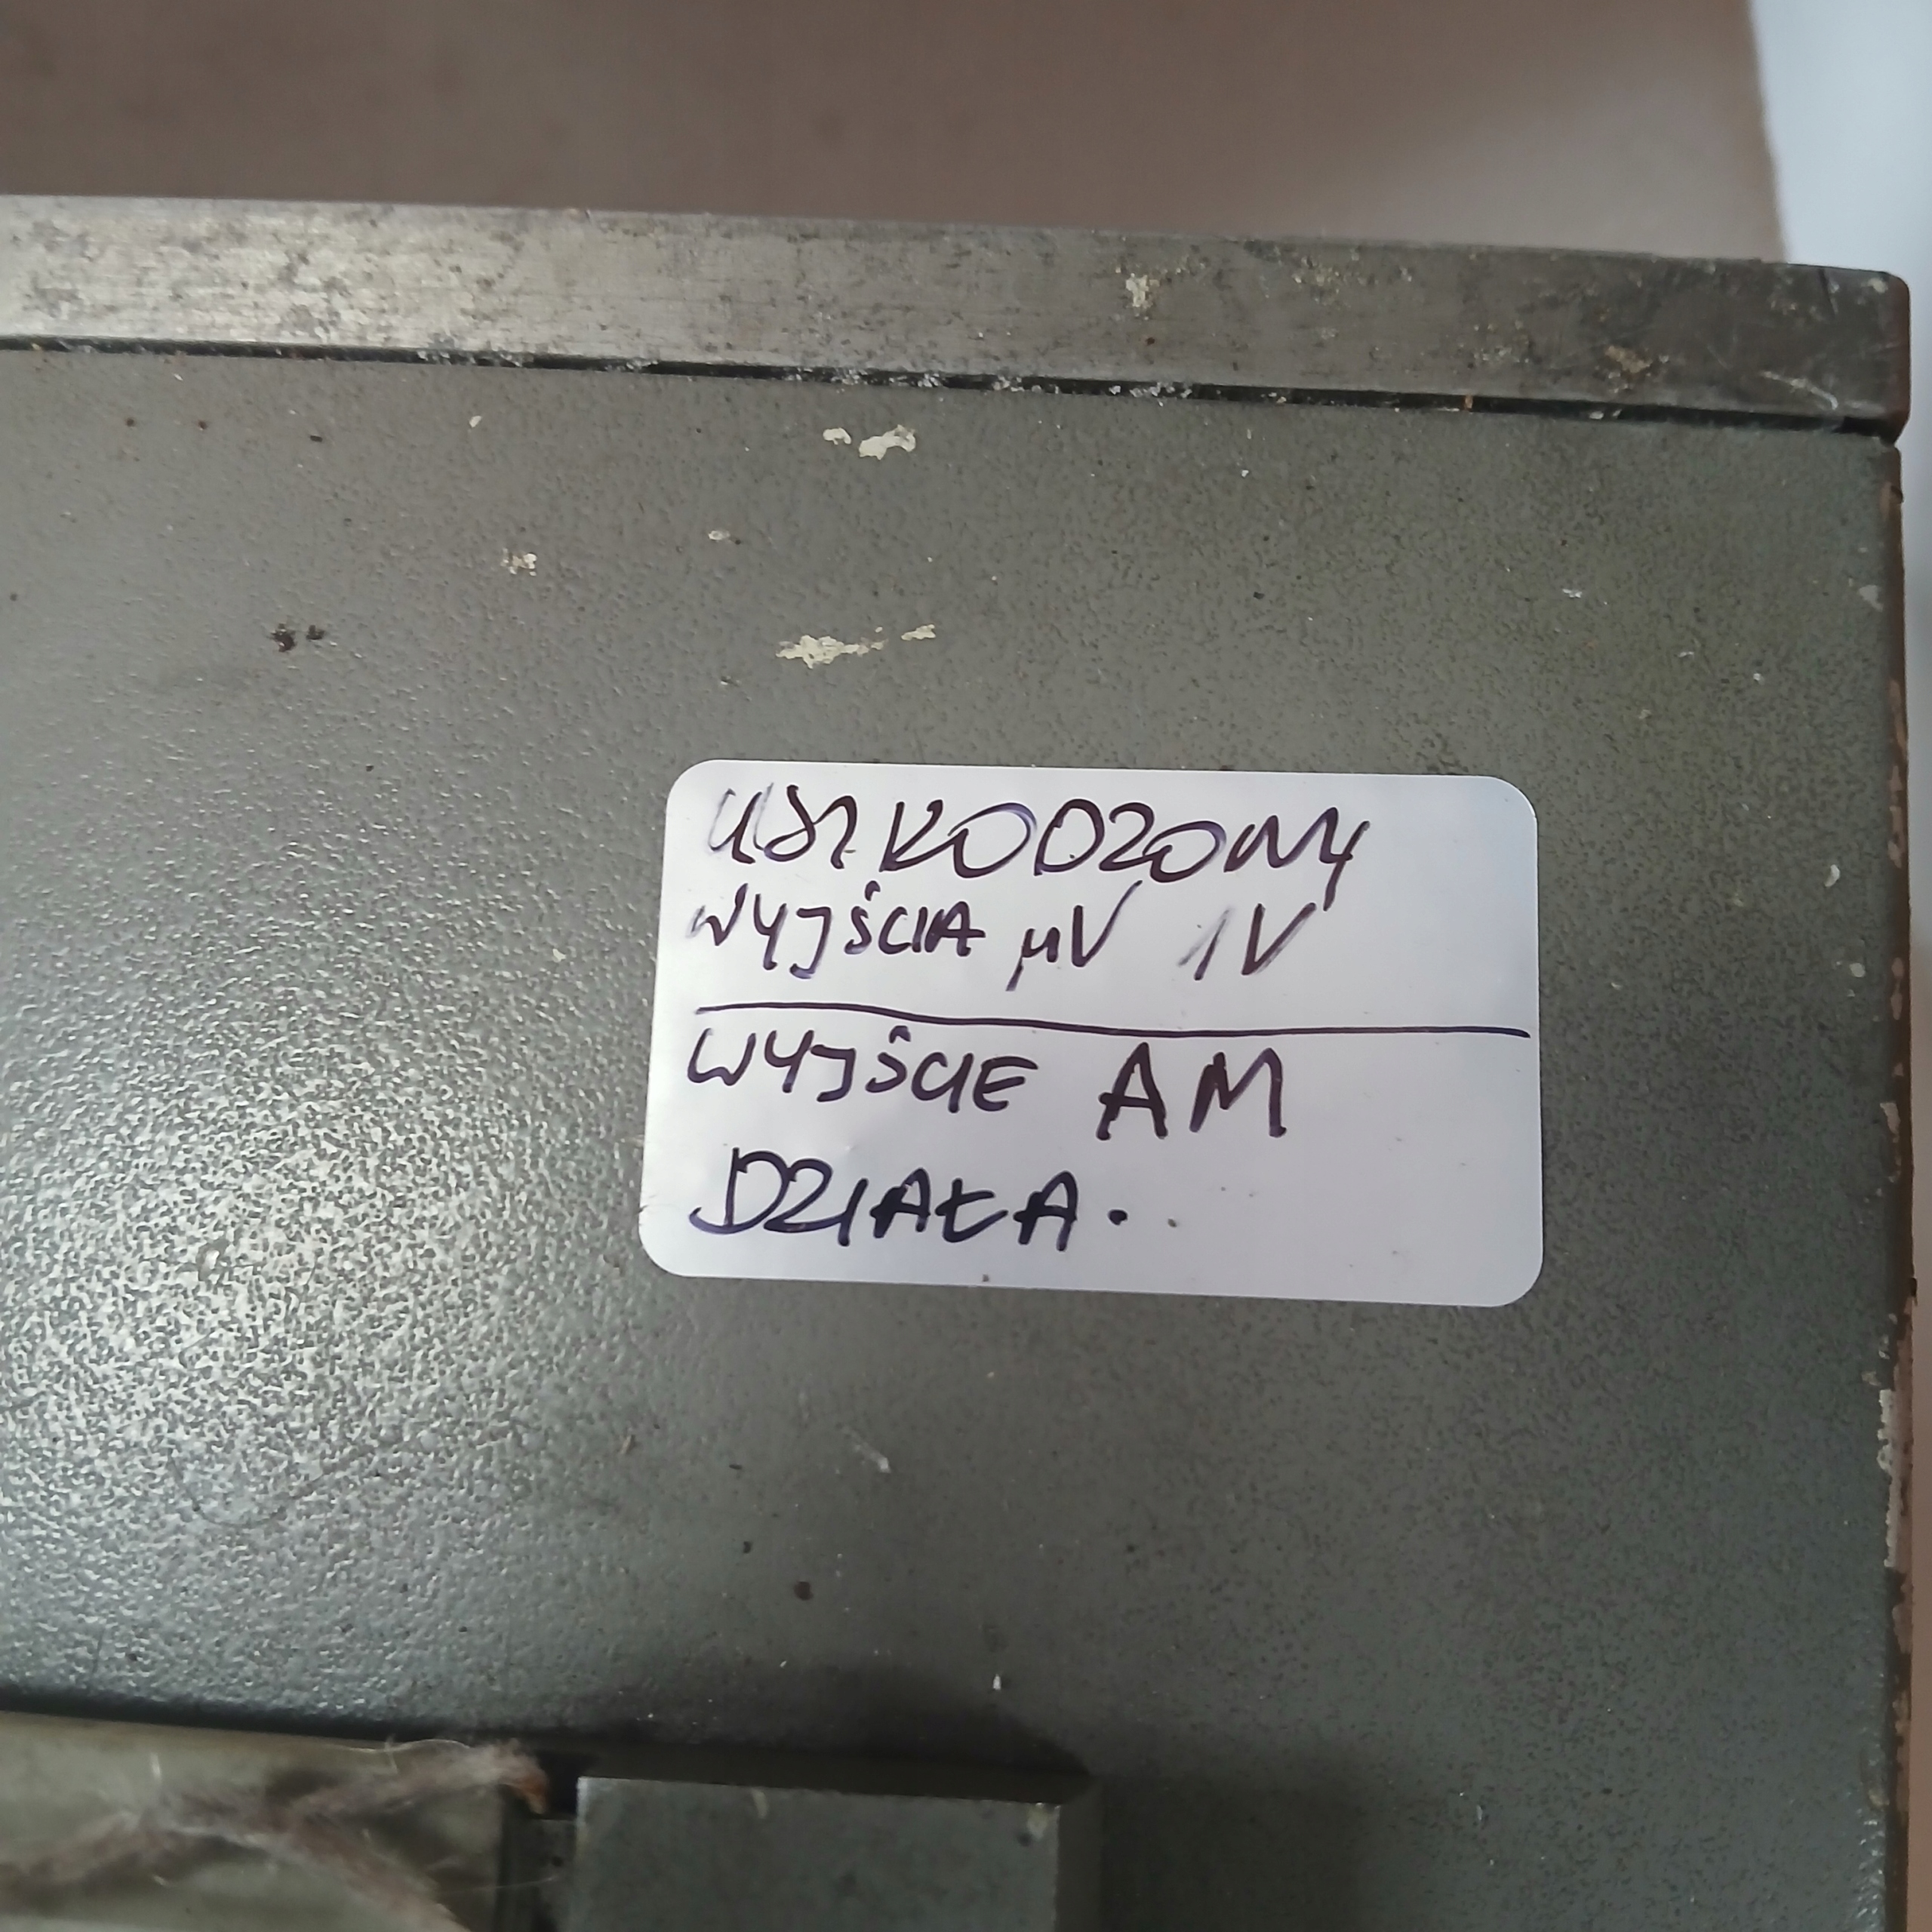 USZKODZONY
WYJŚCIA µV 1V
WYJŚCIE AM
DZIAŁA.